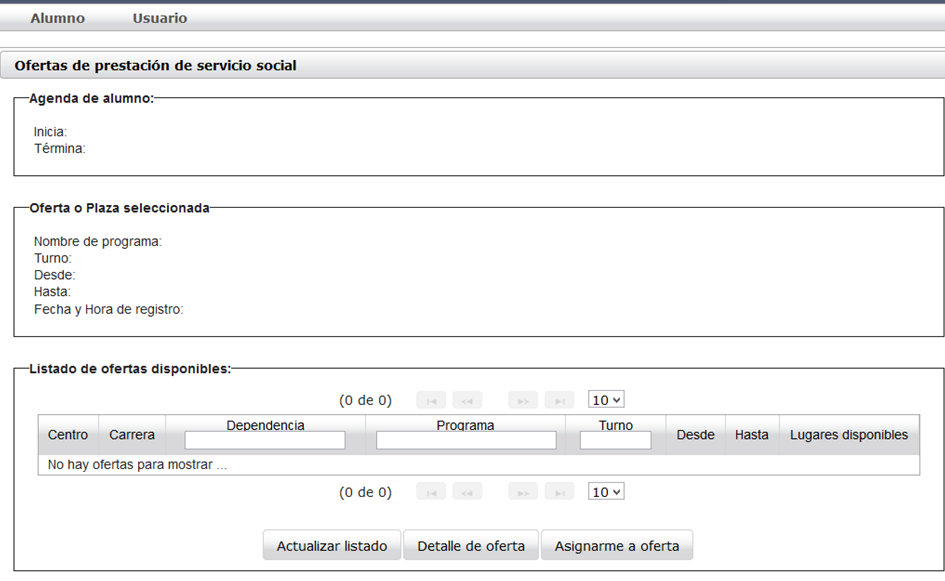 Alumno Usuario
Ofertas de prestación de servicio social
Agenda de alumno:
Inicia:
Términa:
Oferta o Plaza seleccionada
Nombre de programa:
Turno:
Desde:
Hasta:
Fecha y Hora de registro:
Listado de ofertas disponibles:
(0 de 0) 10
Centro Carrera Dependencia Programa Turno Desde Hasta Lugares disponibles
No hay ofertas para mostrar ...
(0 de 0) 10
Actualizar listado Detalle de oferta Asignarme a oferta